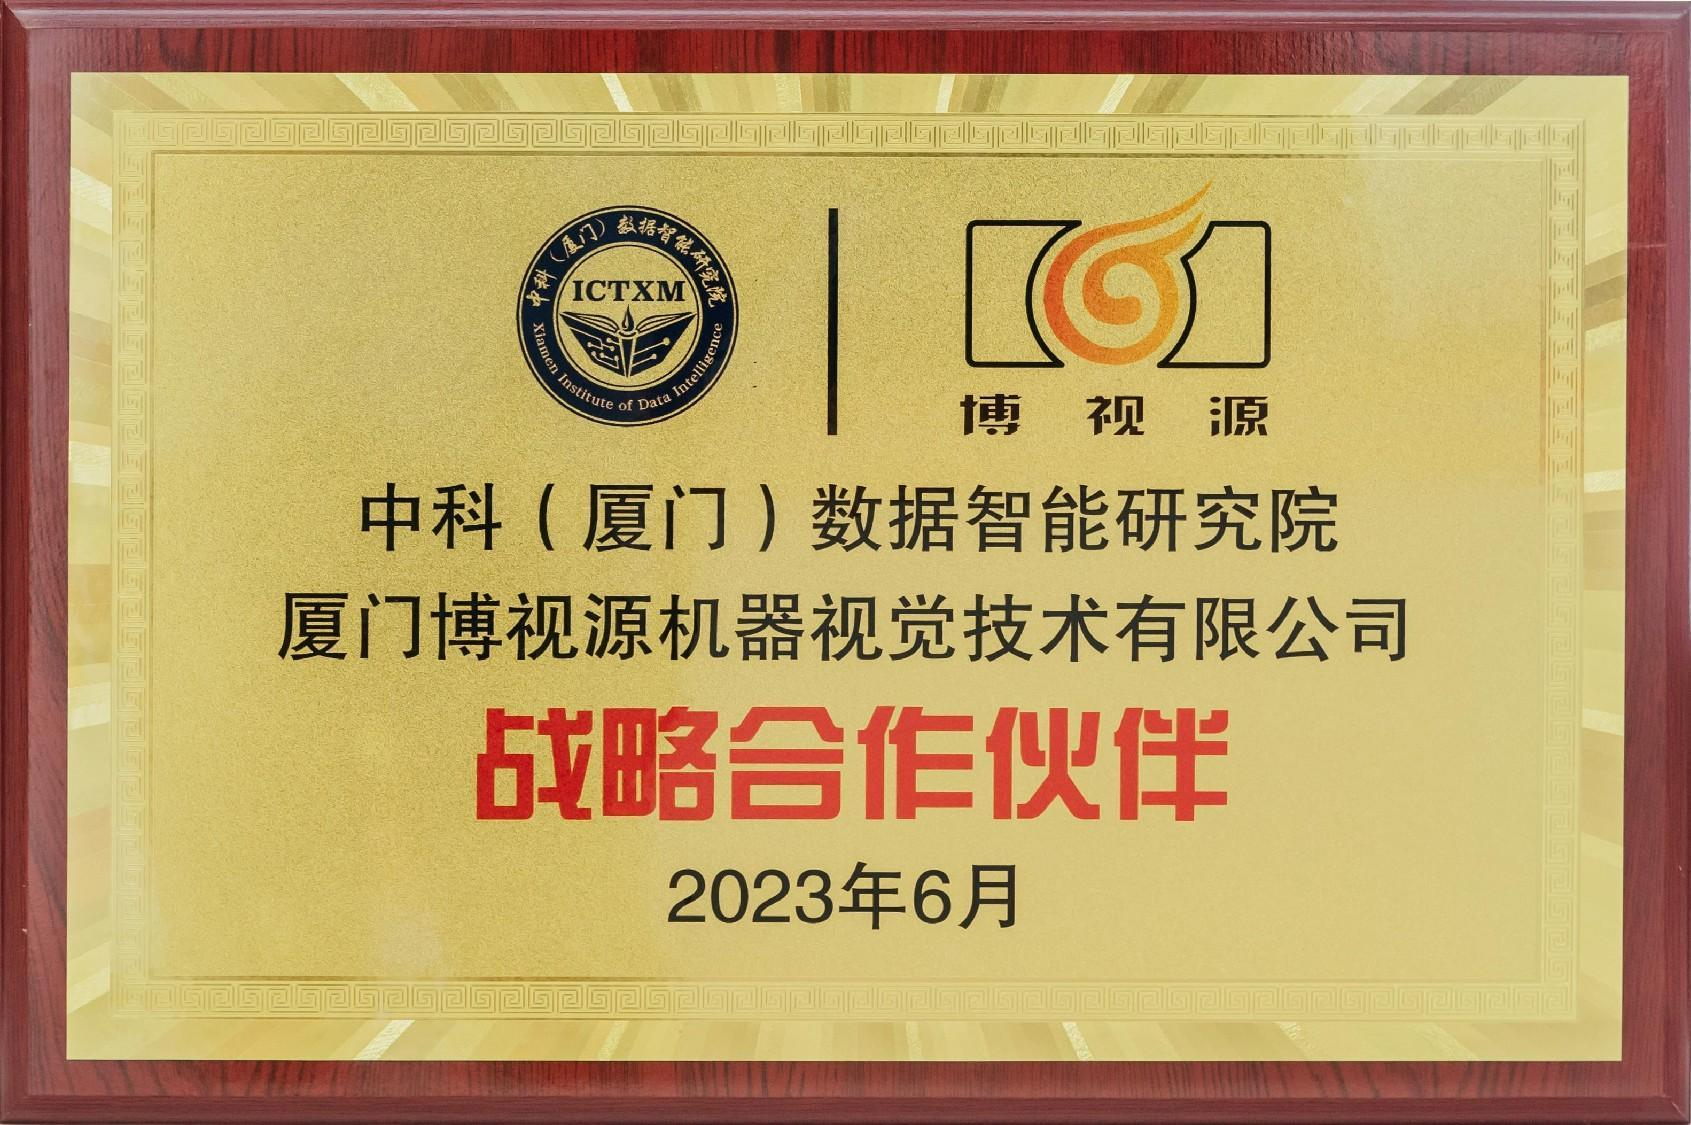 中科（厦门）数据智能研究院
ICTXM
Xiamen Institute of Data Intelligence
博视源
中科（厦门）数据智能研究院
厦门博视源机器视觉技术有限公司
战略合作伙伴
2023年6月